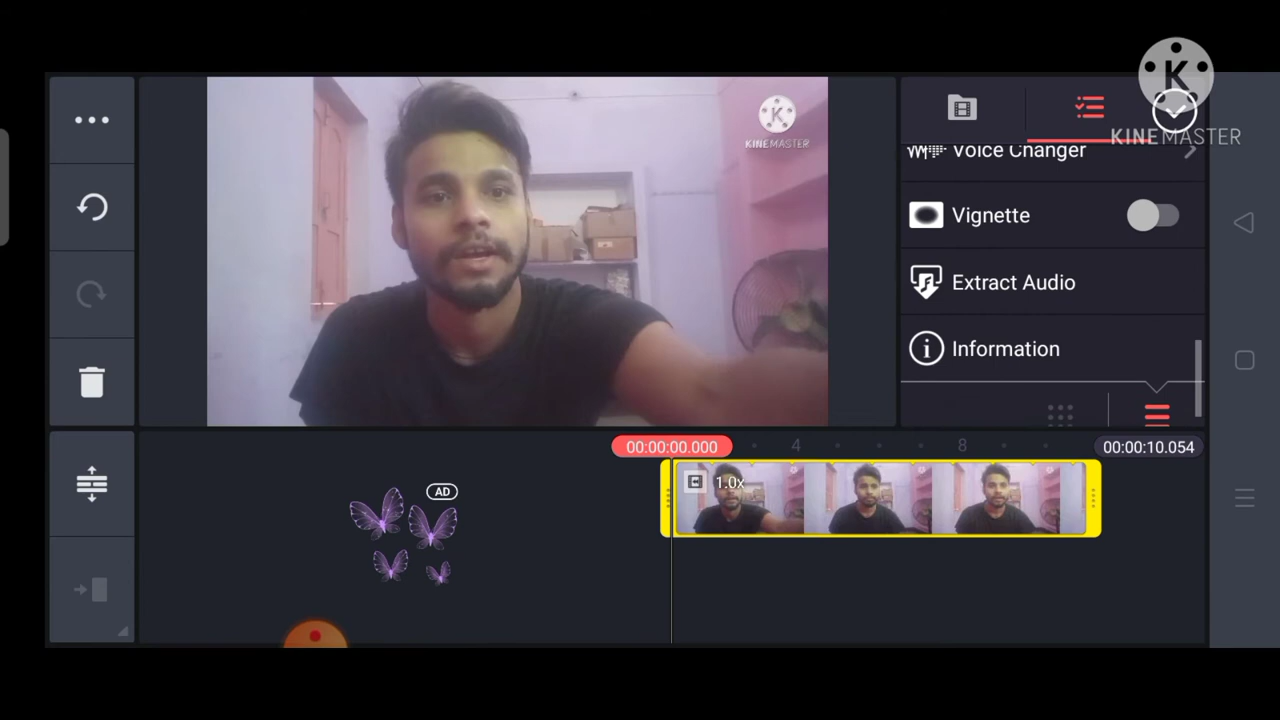 K
KINEMASTER
K
KINEMASTER
Voice Changer
Vignette
Extract Audio
Information
00:00:00.000
4
8
00:00:10.054
1.0x
AD